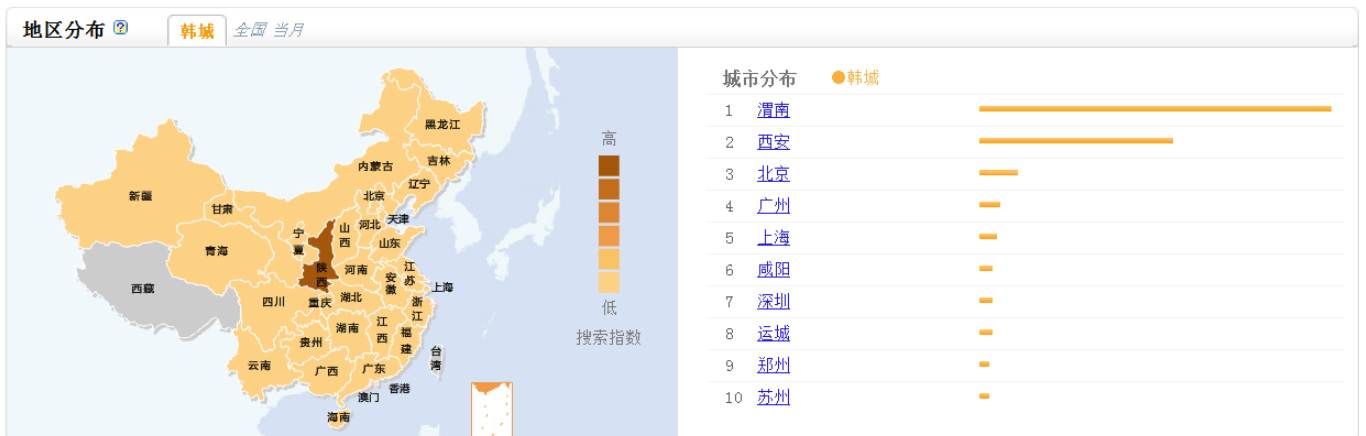 地区分布 韩城 全国 当月
黑龙江
吉林
内蒙古
辽宁
新疆
甘肃
北京
天津
河北
山西
宁夏
山东
青海
陕西
河南
江苏
安徽
上海
西藏
四川
重庆
湖北
浙江
湖南
江西
福建
贵州
台湾
云南
广西
广东
香港
澳门
海南
高
低
搜索指数
城市分布 韩城
1 渭南
2 西安
3 北京
4 广州
5 上海
6 咸阳
7 深圳
8 运城
9 郑州
10 苏州